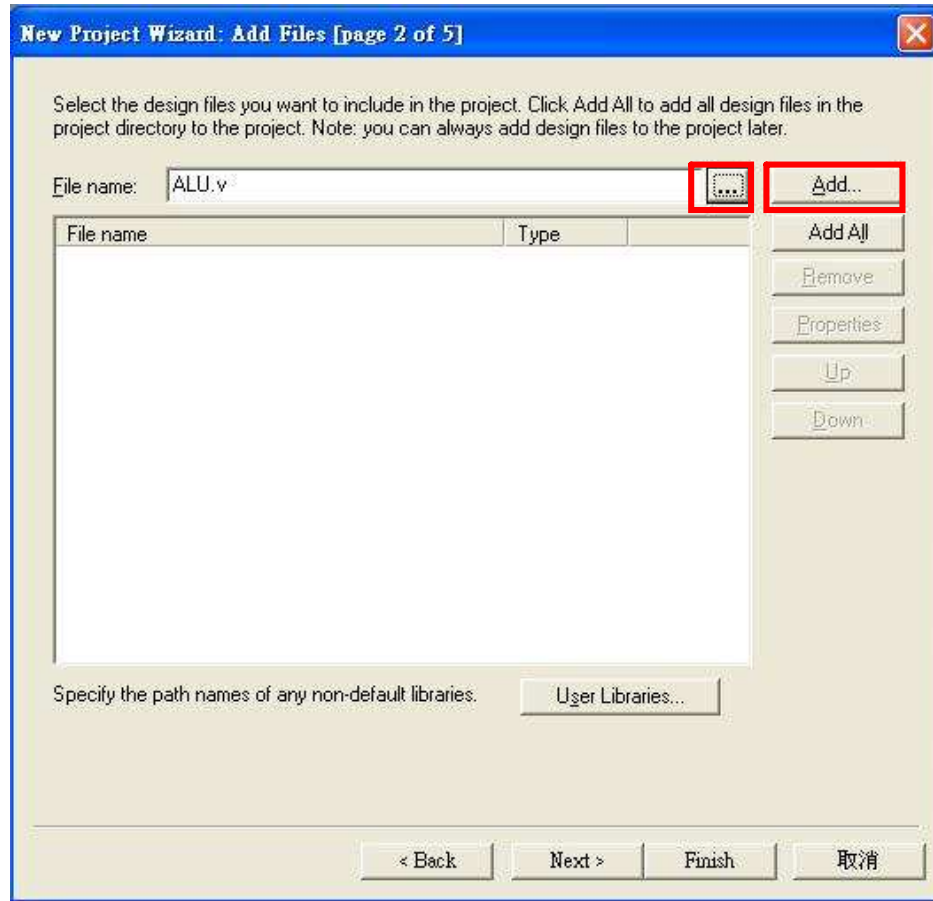 New Project Wizard: Add Files [page 2 of 5]
Select the design files you want to include in the project. Click Add All to add all design files in the
project directory to the project. Note: you can always add design files to the project later.
File name: ALU.v ... Add...
File name Type Add All
Remove
Properties
Up
Down
Specify the path names of any non-default libraries. User Libraries...
< Back Next > Finish 取消